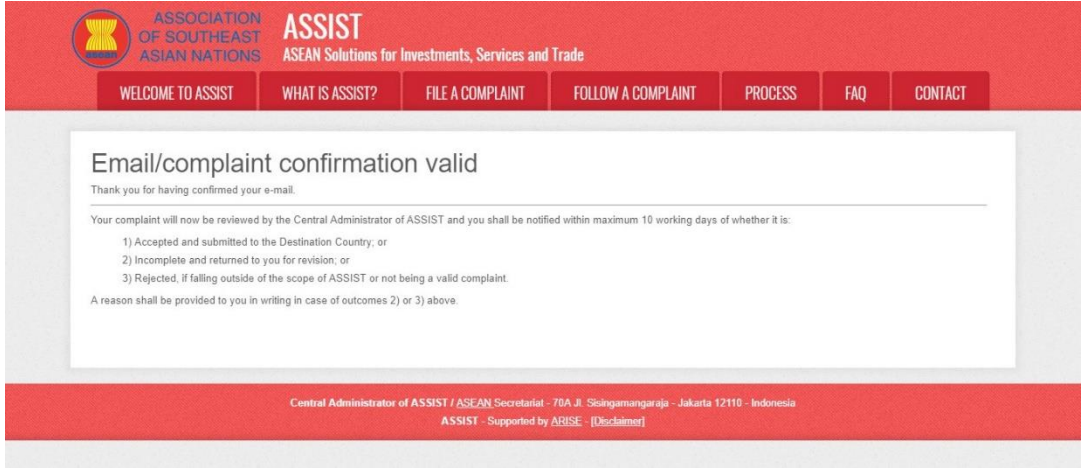 ASSOCIATION
OF SOUTHEAST
ASIAN NATIONS
asean
ASSIST
ASEAN Solutions for Investments, Services and Trade
WELCOME TO ASSIST WHAT IS ASSIST? FILE A COMPLAINT FOLLOW A COMPLAINT PROCESS FAQ CONTACT
Email/complaint confirmation valid
Thank you for having confirmed your e-mail.
Your complaint will now be reviewed by the Central Administrator of ASSIST and you shall be notified within maximum 10 working days of whether it is:
1) Accepted and submitted to the Destination Country; or
2) Incomplete and returned to you for revision; or
3) Rejected, if falling outside of the scope of ASSIST or not being a valid complaint.
A reason shall be provided to you in writing in case of outcomes 2) or 3) above.
Central Administrator of ASSIST / ASEAN Secretariat - 70A Jl. Sisingamangaraja - Jakarta 12110 - Indonesia
ASSIST - Supported by ARISE - [Disclaimer]